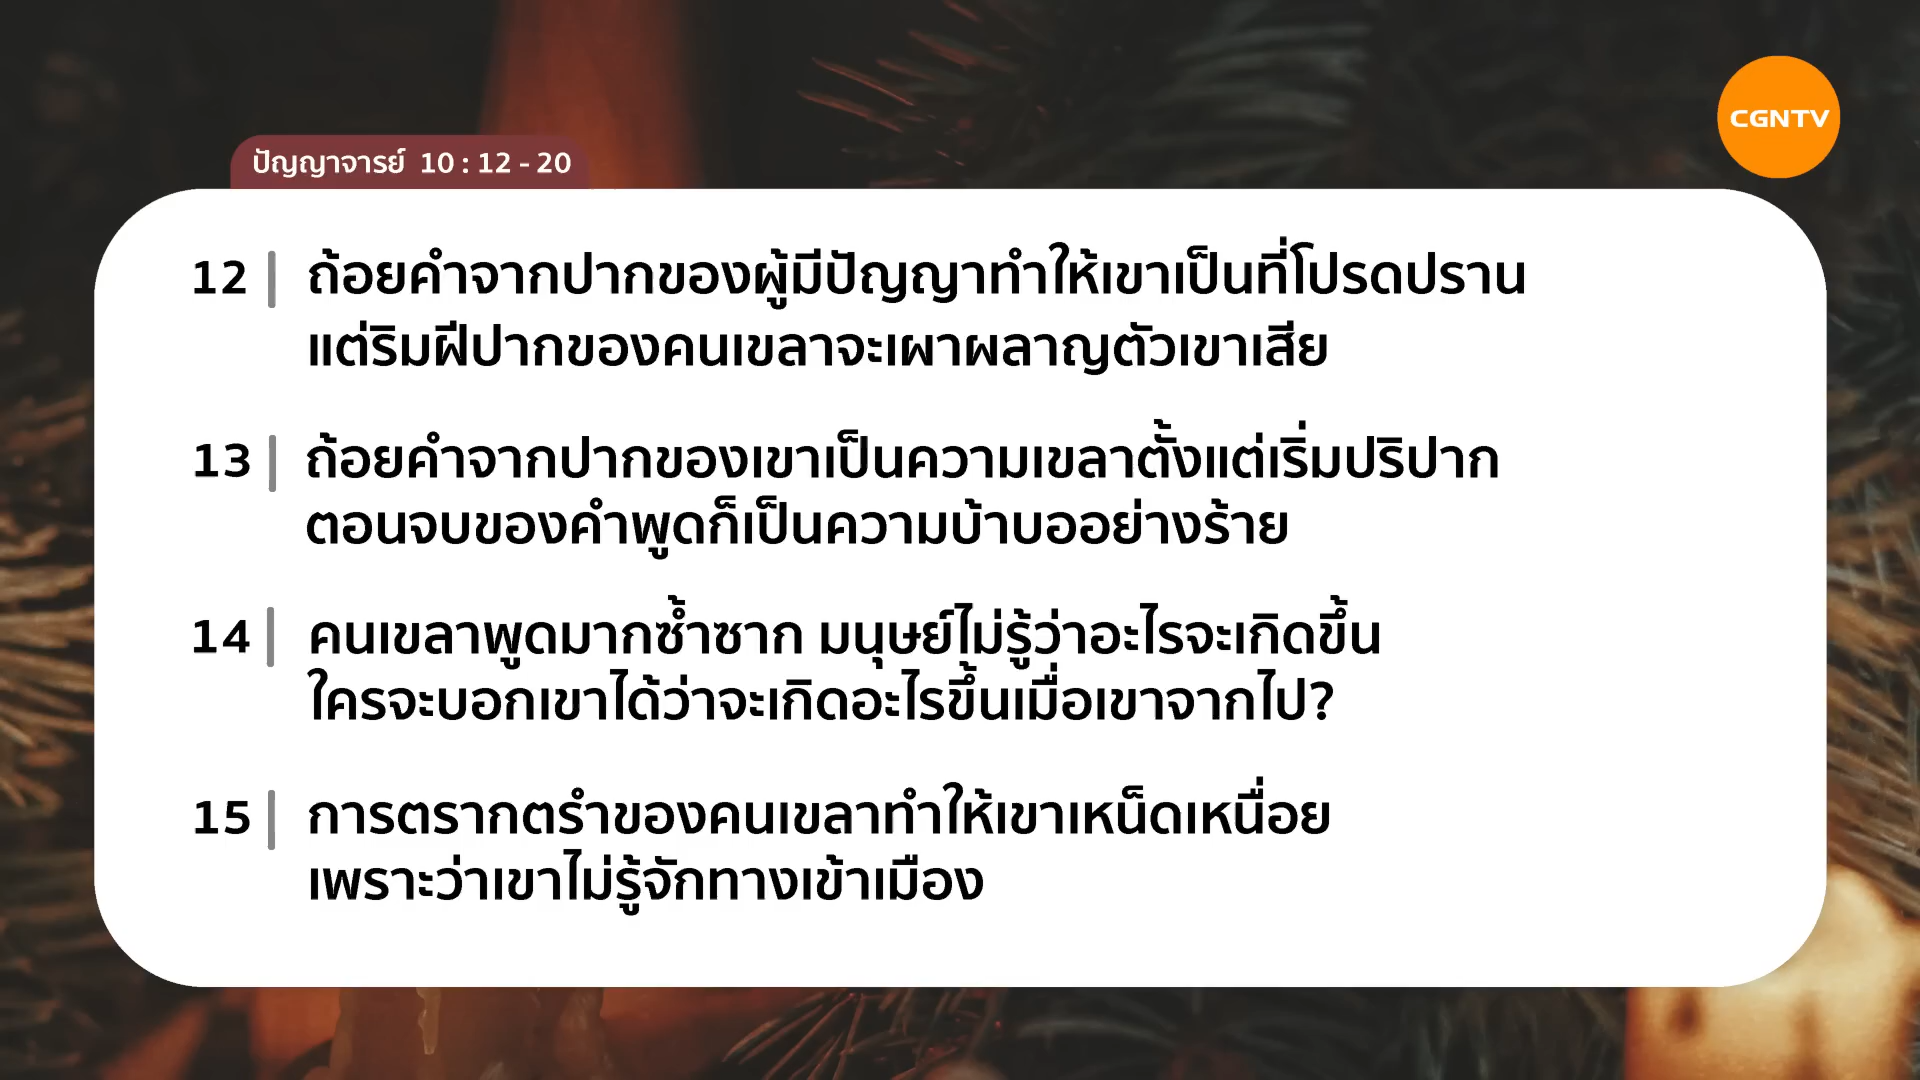 CGNTV
ปัญญาจารย์ 10 : 12 - 20
12 ถ้อยคำจากปากของผู้มีปัญญาทำให้เขาเป็นที่โปรดปราน
แต่ริมฝีปากของคนเขลาจะเผาผลาญตัวเขาเสีย
13 ถ้อยคำจากปากของเขาเป็นความเขลาตั้งแต่เริ่มปริปาก
ตอนจบของคำพูดก็เป็นความบ้าบออย่างร้าย
14 คนเขลาพูดมากซ้ำซาก มนุษย์ไม่รู้ว่าอะไรจะเกิดขึ้น
ใครจะบอกเขาได้ว่าจะเกิดอะไรขึ้นเมื่อเขาจากไป?
15 การตรากตรำของคนเขลาทำให้เขาเหน็ดเหนื่อย
เพราะว่าเขาไม่รู้จักทางเข้าเมือง